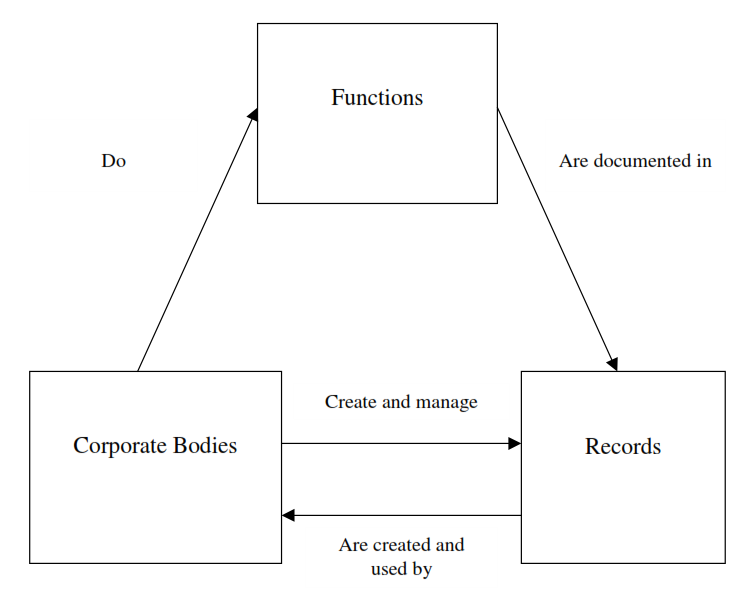 Functions
Do
Are documented in
Create and manage
Corporate Bodies
Records
Are created and
used by